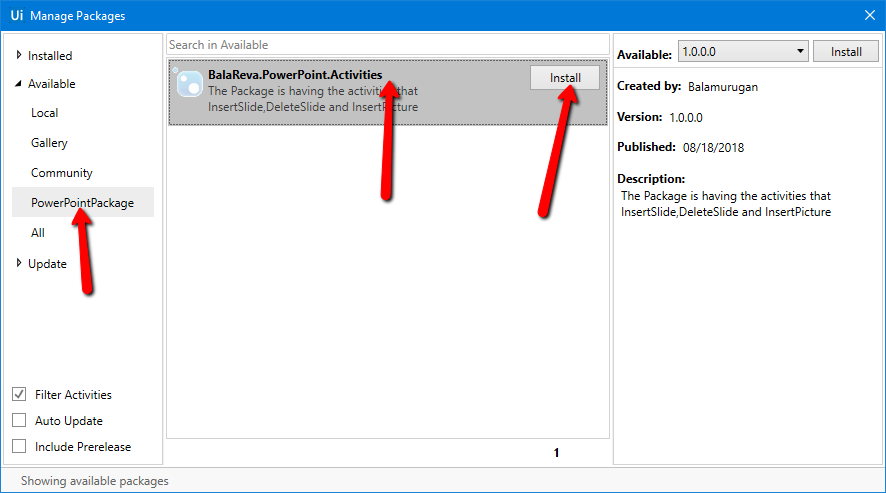 Ui Manage Packages
Installed
Available
Local
Gallery
Community
PowerPointPackage
All
Update
Filter Activities
Auto Update
Include Prerelease
Search in Available
BalaReva.PowerPoint.Activities
The Package is having the activities that
InsertSlide,DeleteSlide and InsertPicture
Install
1
Available: 1.0.0.0 Install
Created by: Balamurugan
Version: 1.0.0.0
Published: 08/18/2018
Description:
The Package is having the activities that
InsertSlide,DeleteSlide and InsertPicture
Showing available packages